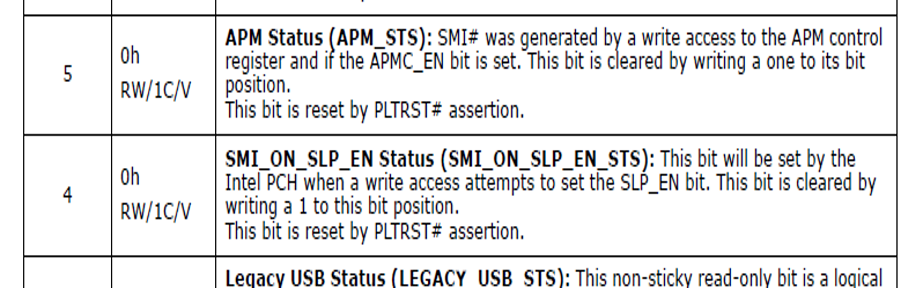 5
0h
RW/1C/V
APM Status (APM_STS): SMI# was generated by a write access to the APM control
register and if the APMC_EN bit is set. This bit is cleared by writing a one to its bit
position.
This bit is reset by PLTRST# assertion.
4
0h
RW/1C/V
SMI_ON_SLP_EN Status (SMI_ON_SLP_EN_STS): This bit will be set by the
Intel PCH when a write access attempts to set the SLP_EN bit. This bit is cleared by
writing a 1 to this bit position.
This bit is reset by PLTRST# assertion.
Legacy USB Status (LEGACY_USB_STS): This non-sticky read-only bit is a logical